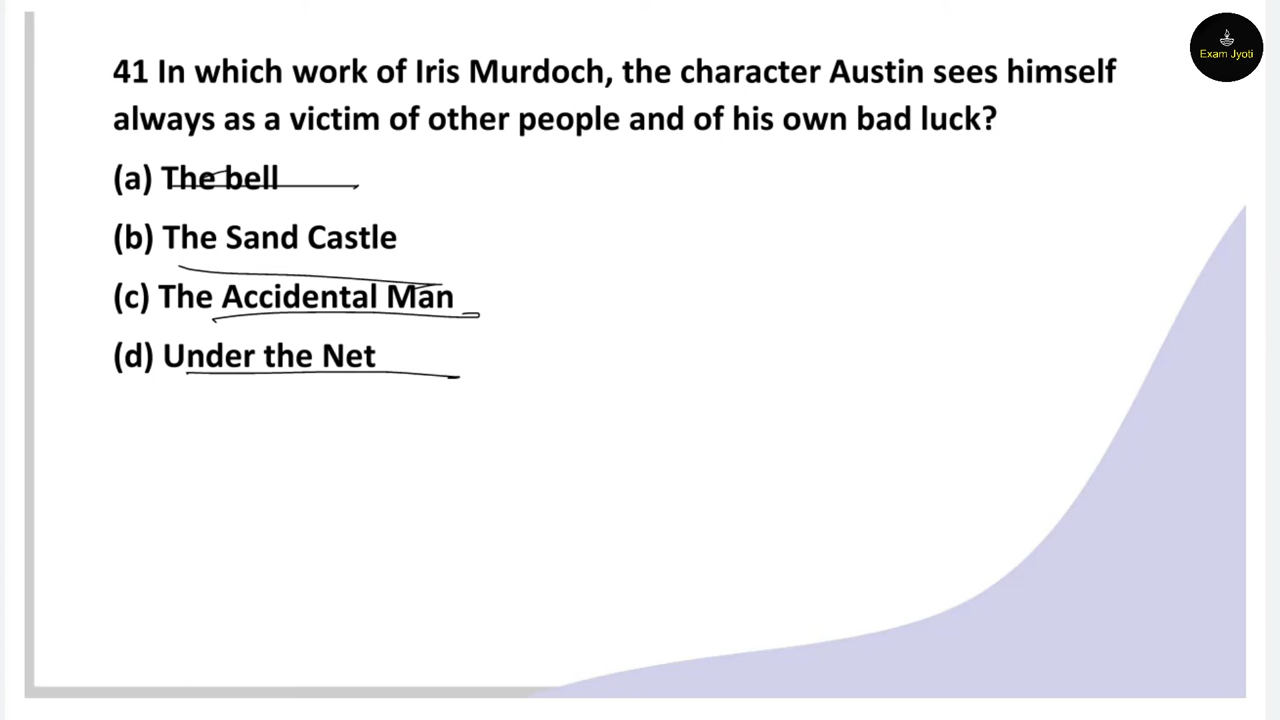 Exam Jyoti
41 In which work of Iris Murdoch, the character Austin sees himself
always as a victim of other people and of his own bad luck?
(a) The bell
(b) The Sand Castle
(c) The Accidental Man
(d) Under the Net